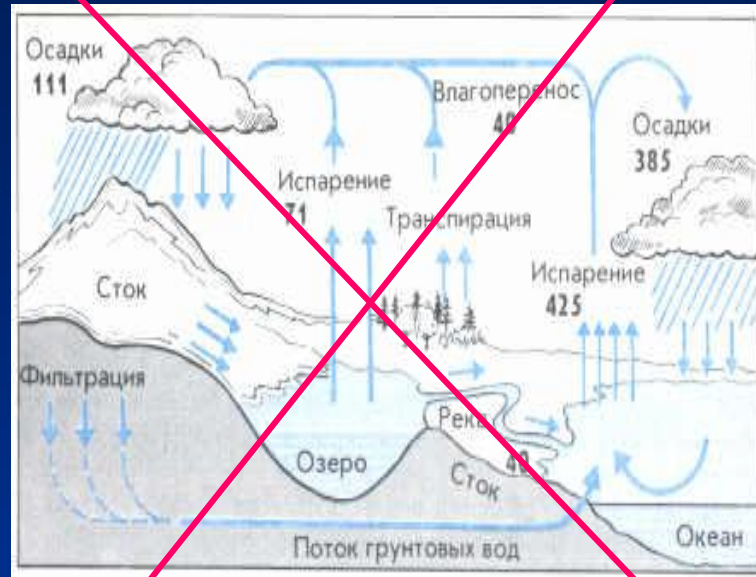 Осадки
111
Влагоперенос
40
Осадки
385
Испарение
71
Транспирация
Испарение
425
Сток
Фильтрация
Река
40
Озеро
Сток
Океан
Поток грунтовых вод